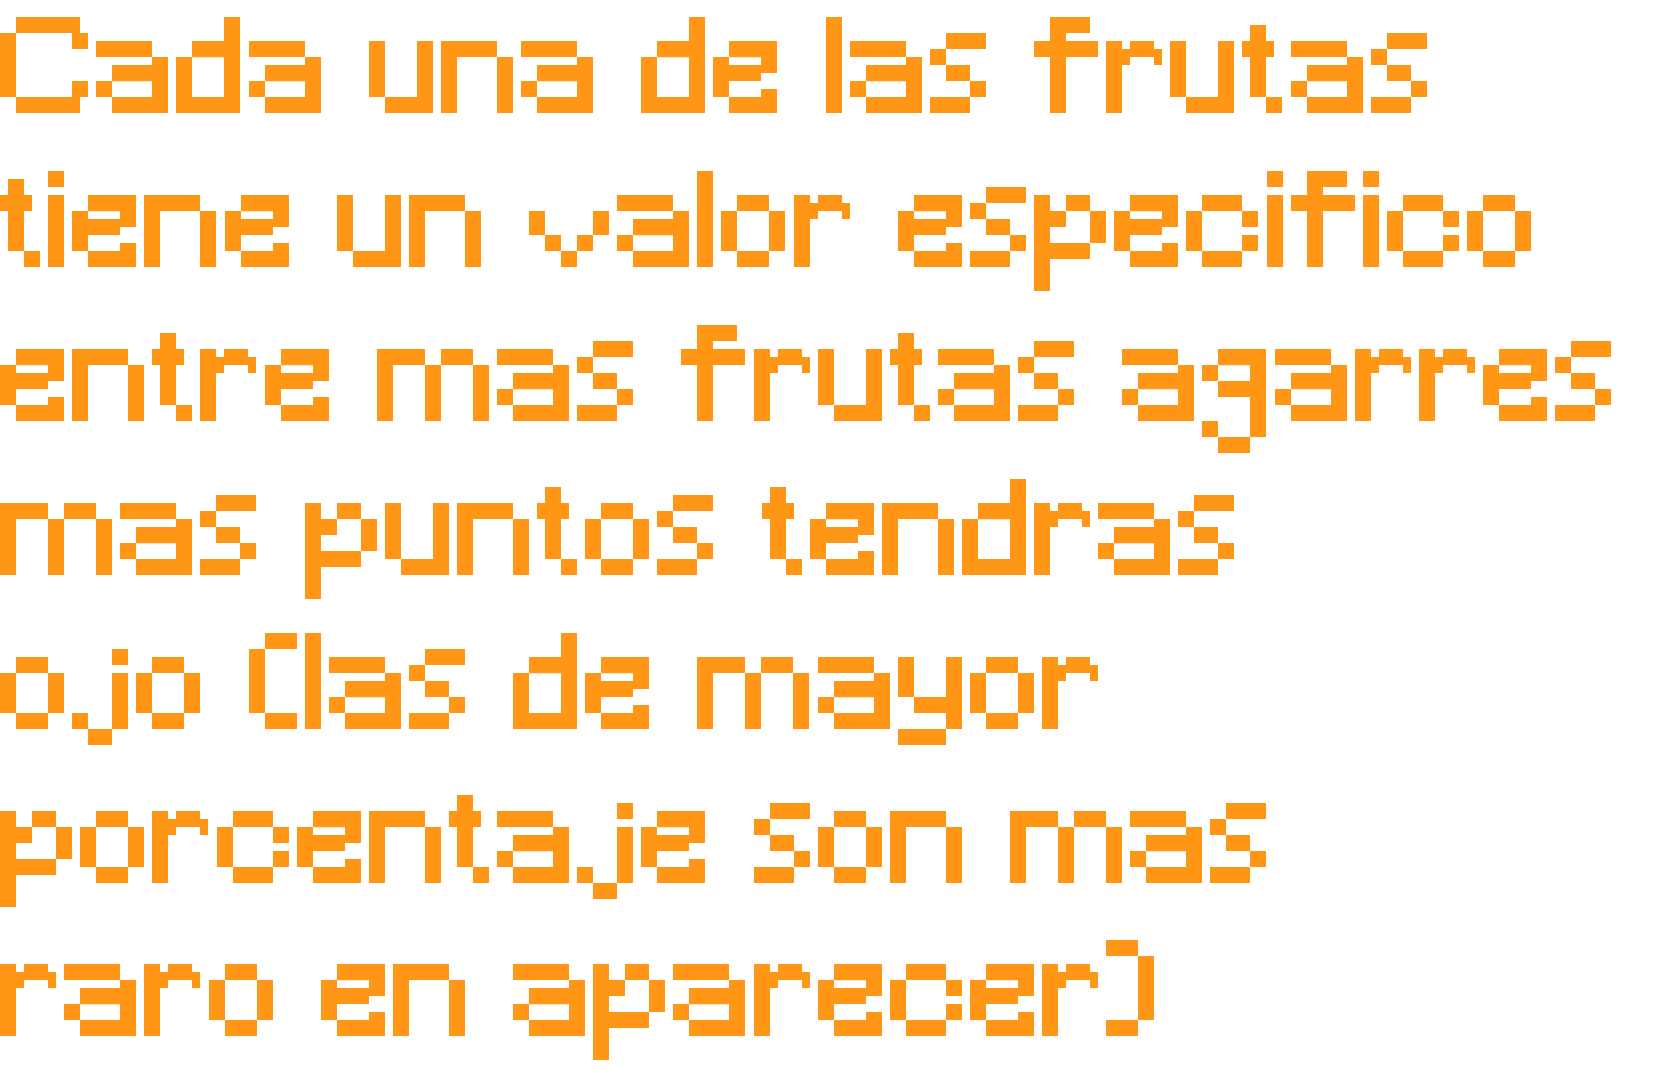 Cada una de las frutas
tiene un valor especifico
entre mas frutas agarres
mas puntos tendras
ojo (las de mayor
porcentaje son mas
raro en aparecer)